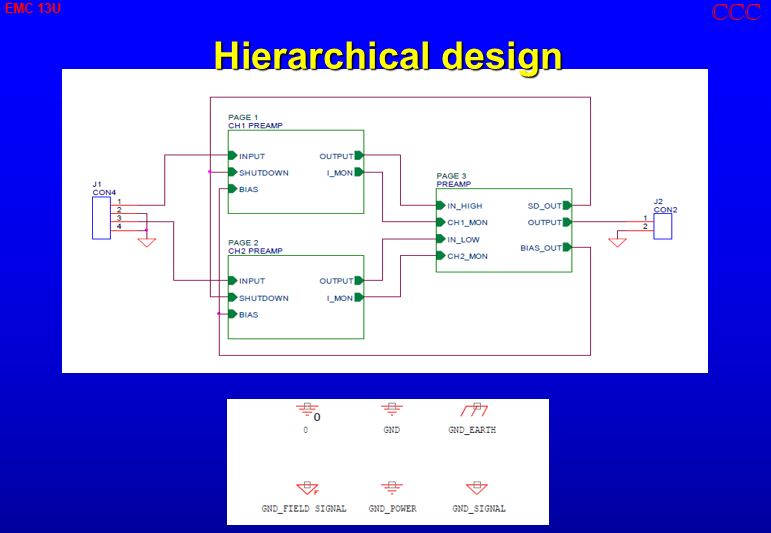 EMC 13U
CCC
Hierarchical design
PAGE 1
CH1 PREAMP
INPUT
SHUTDOWN
BIAS
OUTPUT
I_MON
J1
CON4
1
2
3
4
PAGE 2
CH2 PREAMP
INPUT
SHUTDOWN
BIAS
OUTPUT
I_MON
PAGE 3
PREAMP
IN_HIGH
CH1_MON
IN_LOW
CH2_MON
SD_OUT
OUTPUT
BIAS_OUT
J2
CON2
1
2
0
0
GND
GND_EARTH
F
GND_FIELD SIGNAL
GND_POWER
GND_SIGNAL